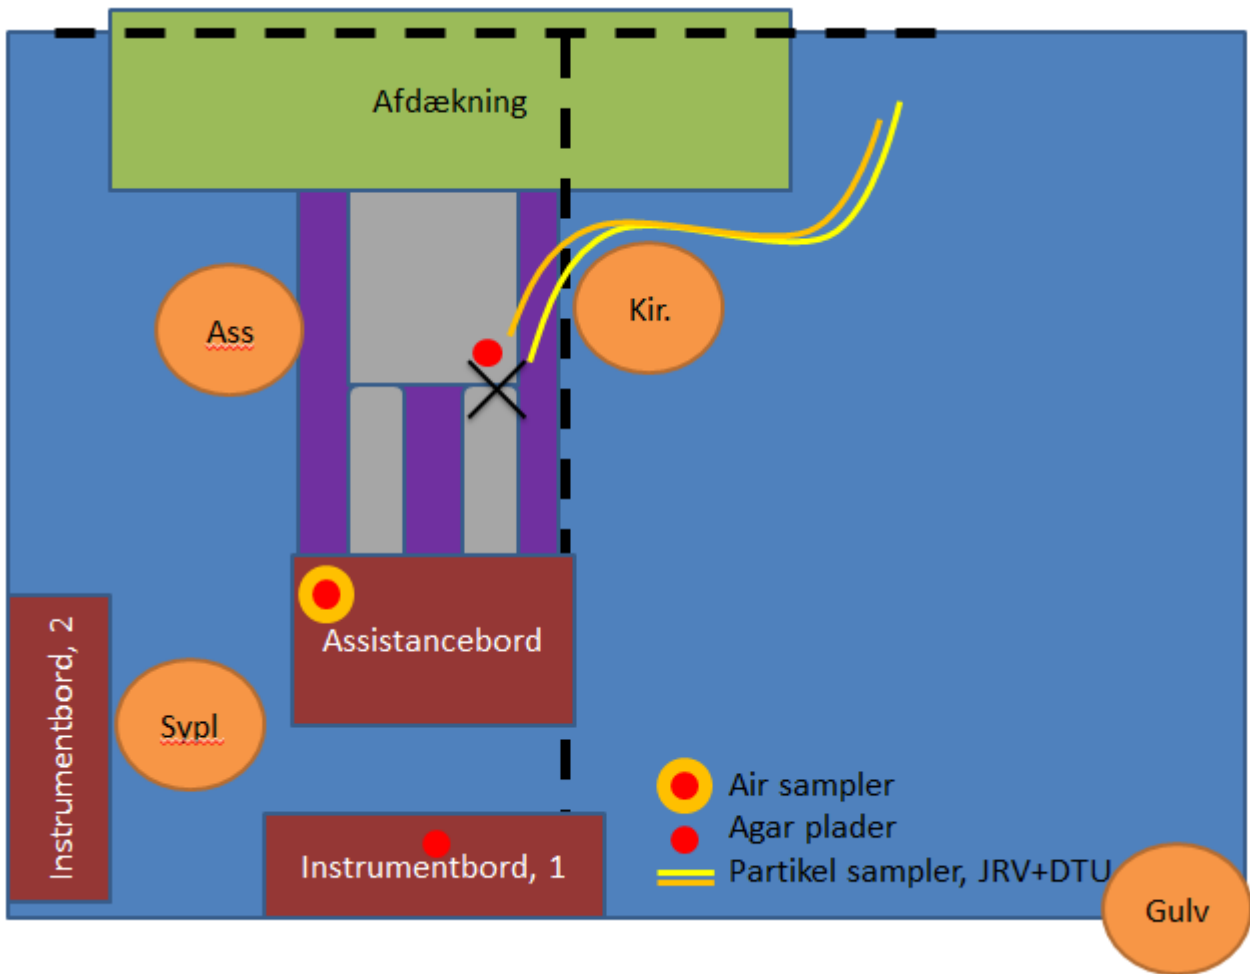 Afdækning
Ass
Kir.
Assistancebord
Instrumentbord, 2
Sypl
Air sampler
Agar plader
Instrumentbord, 1
Partikel sampler, JRV+DTU
Gulv